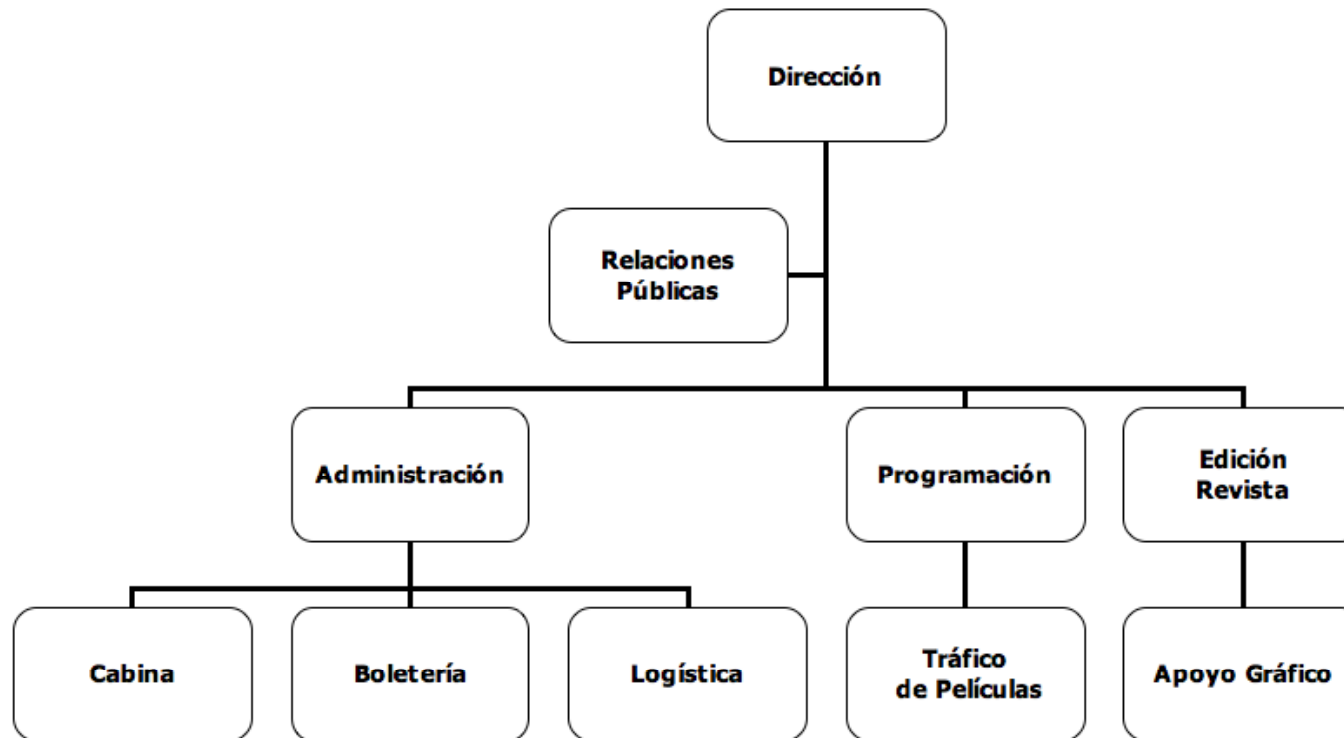 Dirección
Relaciones
Públicas
Administración
Programación
Edición
Revista
Cabina
Boletería
Logística
Tráfico
de Películas
Apoyo Gráfico